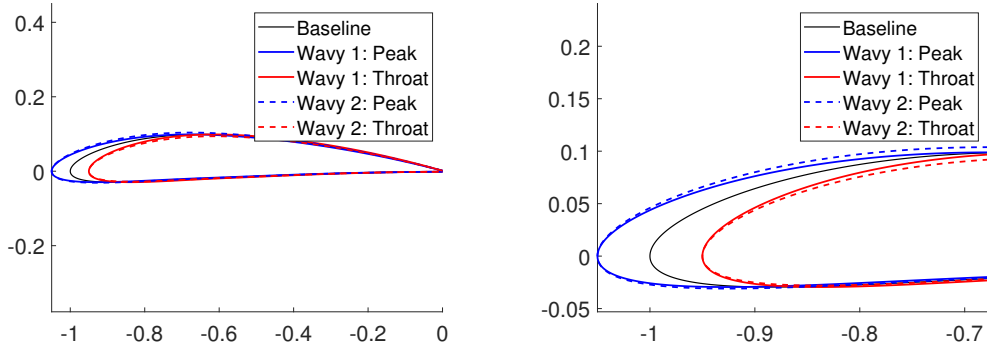 0.4
0.2
0
-0.2
-1
-0.8
-0.6
-0.4
-0.2
0
Baseline
Wavy 1: Peak
Wavy 1: Throat
Wavy 2: Peak
Wavy 2: Throat
0.2
0.15
0.1
0.05
0
-0.05
-1
-0.9
-0.8
-0.7
Baseline
Wavy 1: Peak
Wavy 1: Throat
Wavy 2: Peak
Wavy 2: Throat